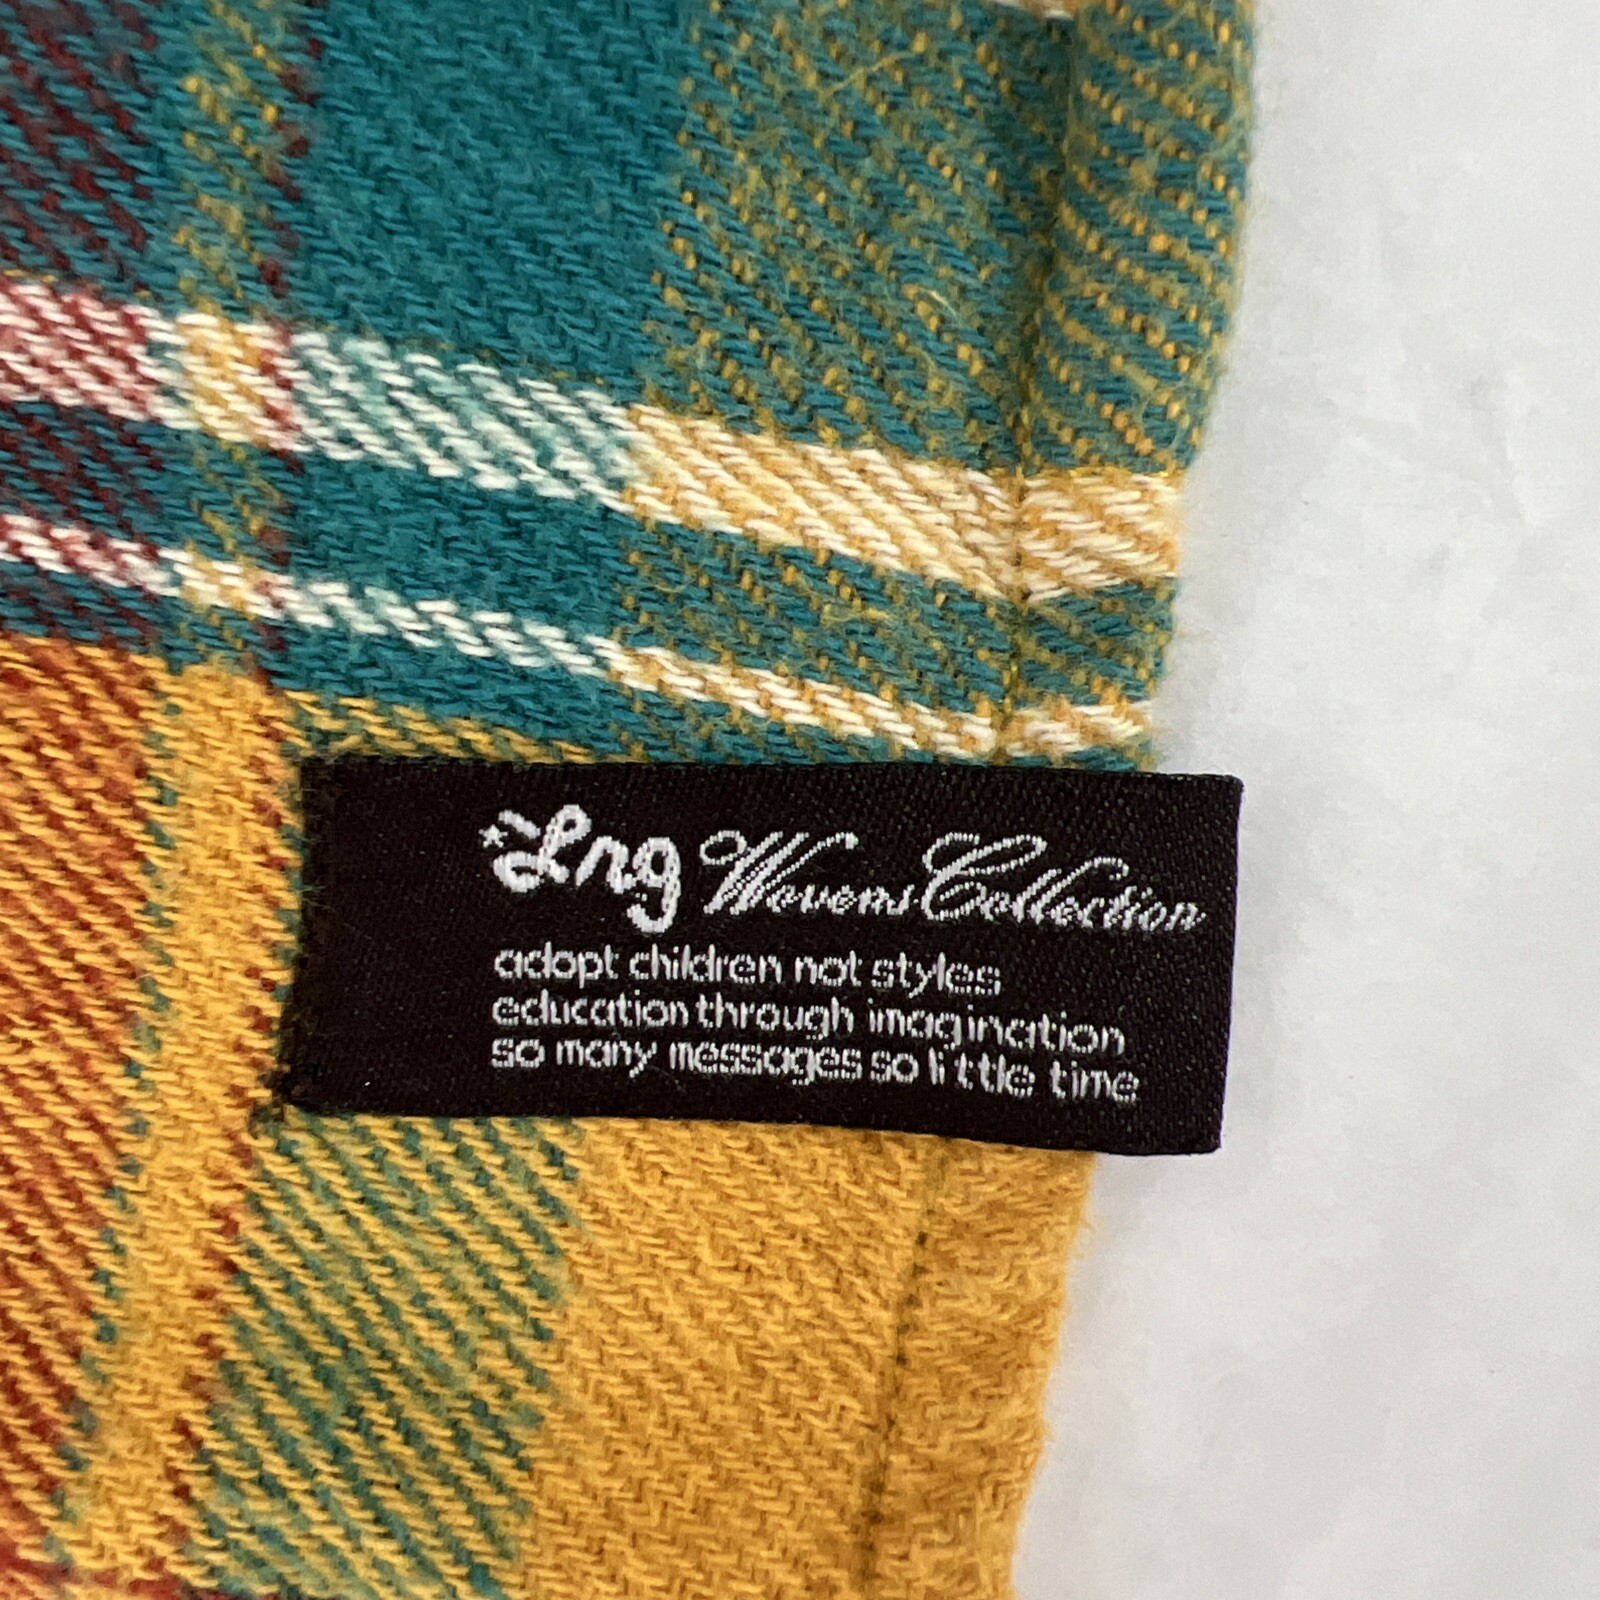 Lrg Wovens Collection
adopt children not styles
education through imagination
so many messages so little time